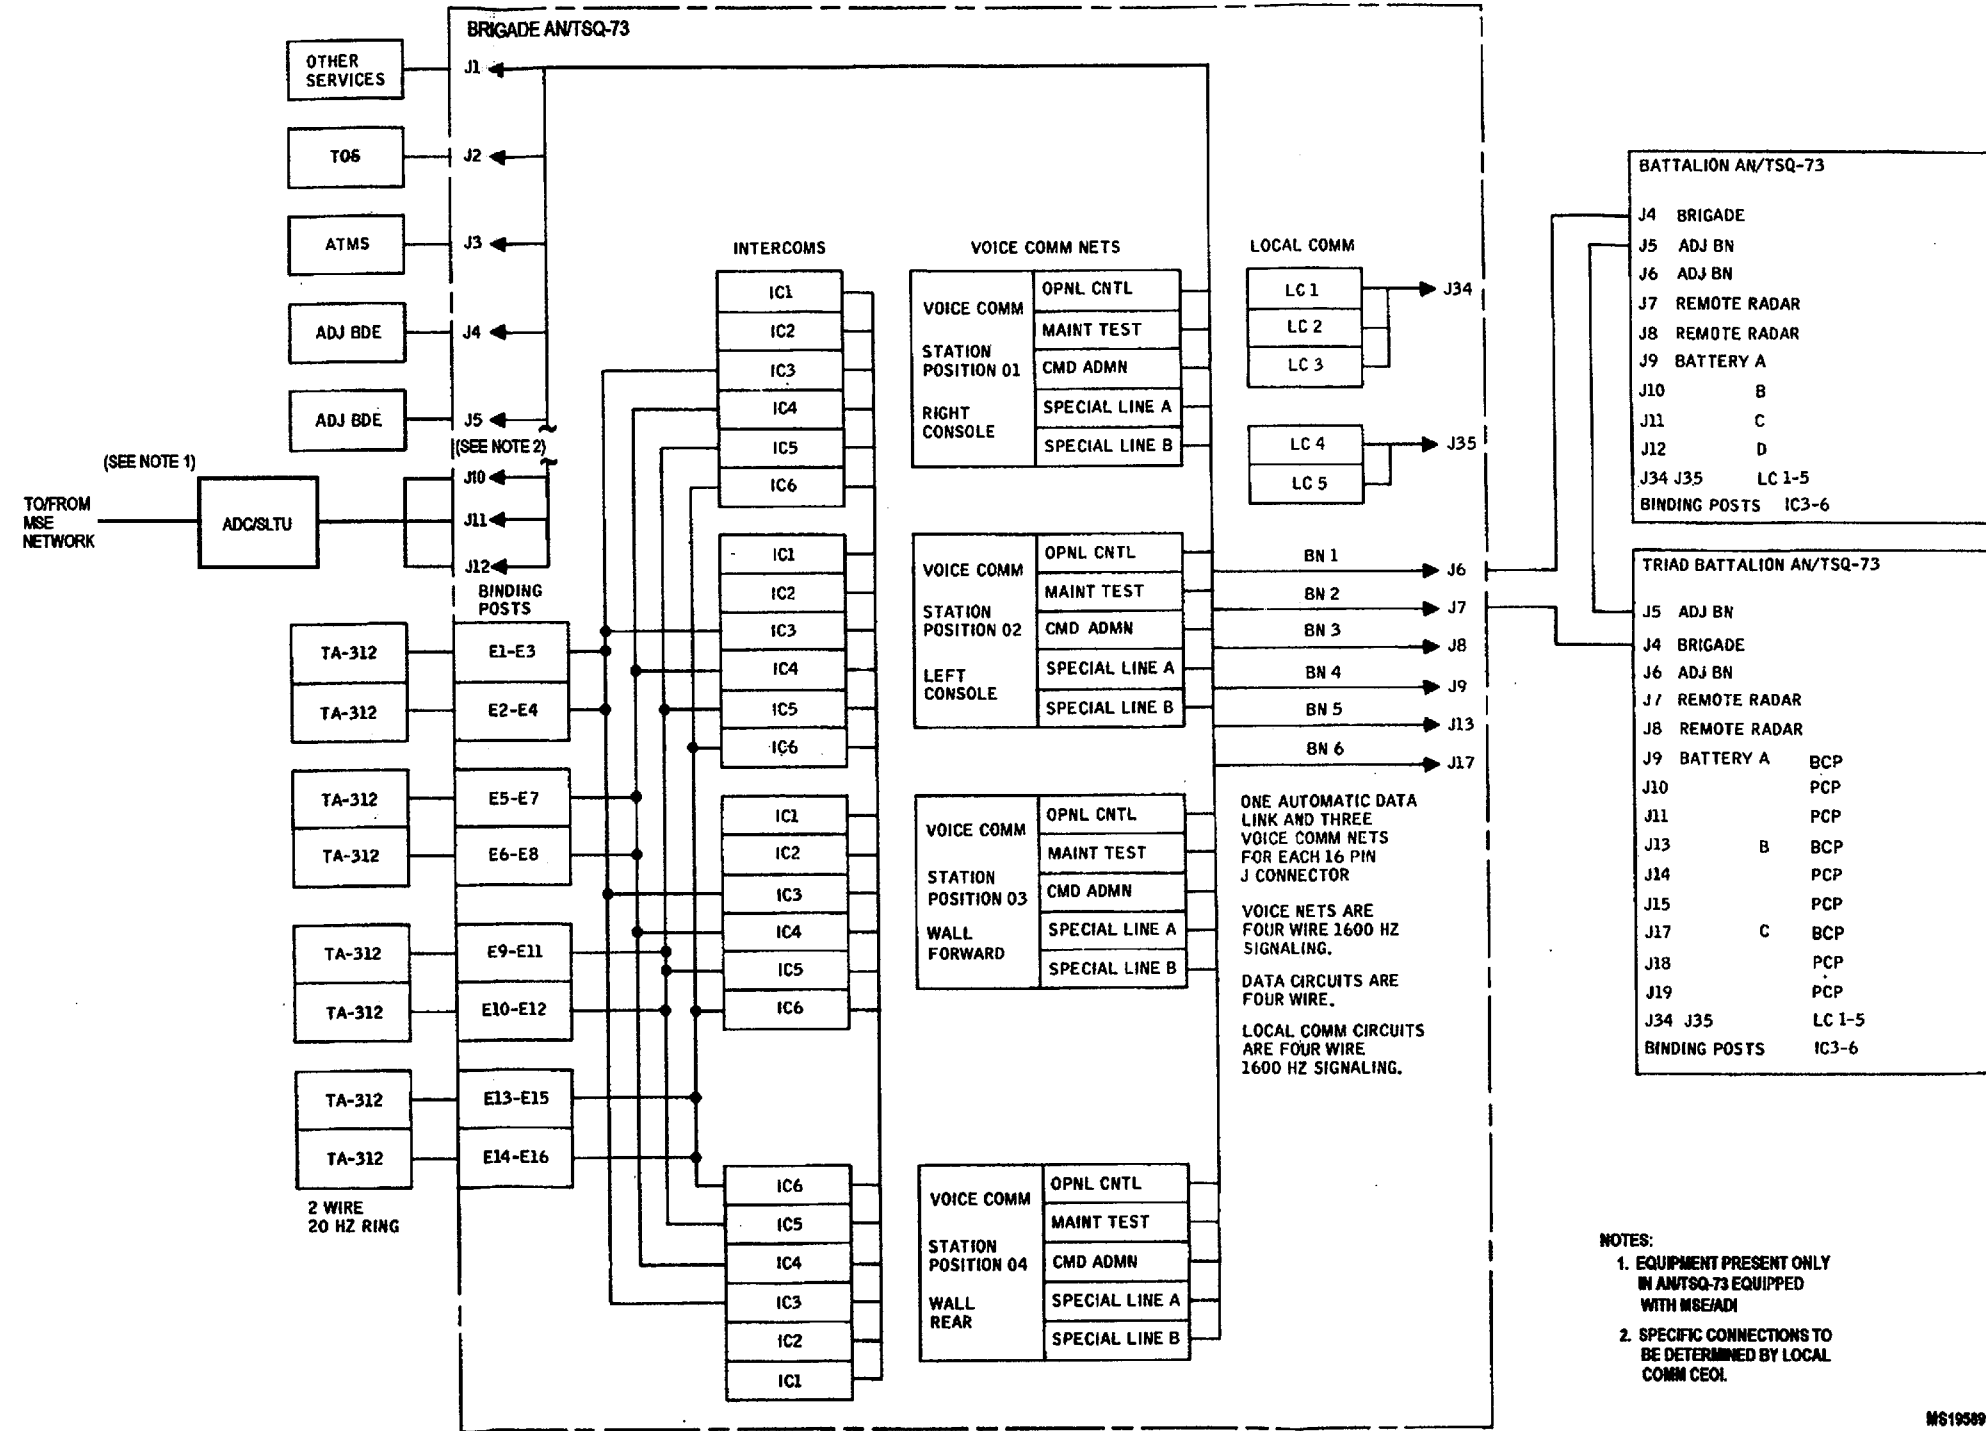 BRIGADE AN/TSQ-73
OTHER
SERVICES
J1
TOS
J2
ATMS
J3
ADJ BDE
J4
ADJ BDE
J5
(SEE NOTE 2)
(SEE NOTE 1)
TO/FROM
MSE
NETWORK
ADC/SLTU
J10
J11
J12
BINDING
POSTS
TA-312
E1-E3
TA-312
E2-E4
TA-312
E5-E7
TA-312
E6-E8
TA-312
E9-E11
TA-312
E10-E12
TA-312
E13-E15
TA-312
E14-E16
2 WIRE
20 HZ RING
INTERCOMS
IC1
IC2
IC3
IC4
IC5
IC6
IC1
IC2
IC3
IC4
IC5
IC6
IC1
IC2
IC3
IC4
IC5
IC6
IC6
IC5
IC4
IC3
IC2
IC1
VOICE COMM NETS
VOICE COMM
STATION
POSITION 01
RIGHT
CONSOLE
OPNL CNTL
MAINT TEST
CMD ADMN
SPECIAL LINE A
SPECIAL LINE B
VOICE COMM
STATION
POSITION 02
LEFT
CONSOLE
OPNL CNTL
MAINT TEST
CMD ADMN
SPECIAL LINE A
SPECIAL LINE B
VOICE COMM
STATION
POSITION 03
WALL
FORWARD
OPNL CNTL
MAINT TEST
CMD ADMN
SPECIAL LINE A
SPECIAL LINE B
VOICE COMM
STATION
POSITION 04
WALL
REAR
OPNL CNTL
MAINT TEST
CMD ADMN
SPECIAL LINE A
SPECIAL LINE B
LOCAL COMM
LC 1
LC 2
LC 3
J34
LC 4
LC 5
J35
BN 1
J6
BN 2
J7
BN 3
J8
BN 4
J9
BN 5
J13
BN 6
J17
ONE AUTOMATIC DATA
LINK AND THREE
VOICE COMM NETS
FOR EACH 16 PIN
J CONNECTOR
VOICE NETS ARE
FOUR WIRE 1600 HZ
SIGNALING.
DATA CIRCUITS ARE
FOUR WIRE.
LOCAL COMM CIRCUITS
ARE FOUR WIRE
1600 HZ SIGNALING.
BATTALION AN/TSQ-73
J4 BRIGADE
J5 ADJ BN
J6 ADJ BN
J7 REMOTE RADAR
J8 REMOTE RADAR
J9 BATTERY A
J10 B
J11 C
J12 D
J34 J35 LC 1-5
BINDING POSTS IC3-6
TRIAD BATTALION AN/TSQ-73
J5 ADJ BN
J4 BRIGADE
J6 ADJ BN
J7 REMOTE RADAR
J8 REMOTE RADAR
J9 BATTERY A BCP
J10 PCP
J11 PCP
J13 B BCP
J14 PCP
J15 PCP
J17 C BCP
J18 PCP
J19 PCP
J34 J35 LC 1-5
BINDING POSTS IC3-6
NOTES:
1. EQUIPMENT PRESENT ONLY
IN AN/TSQ-73 EQUIPPED
WITH MSE/ADI
2. SPECIFIC CONNECTIONS TO
BE DETERMINED BY LOCAL
COMM CEOI.
MS19589